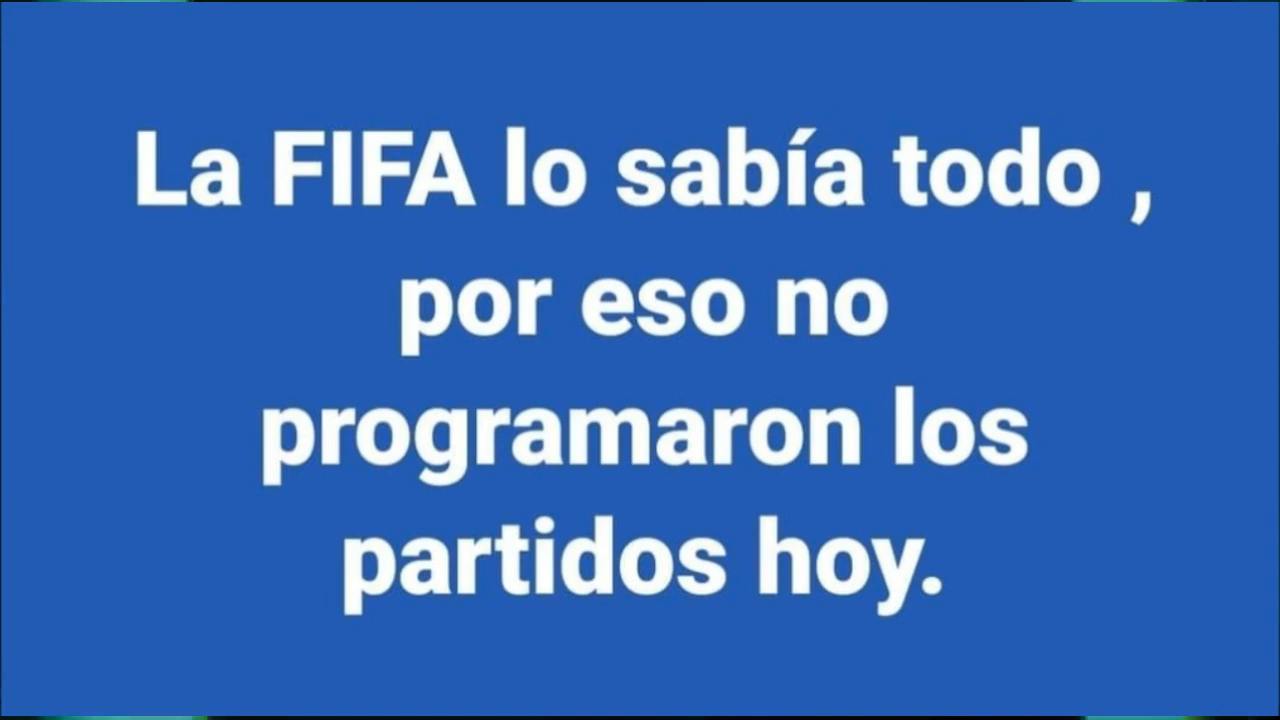 La FIFA lo sabía todo ,
por eso no
programaron los
partidos hoy.